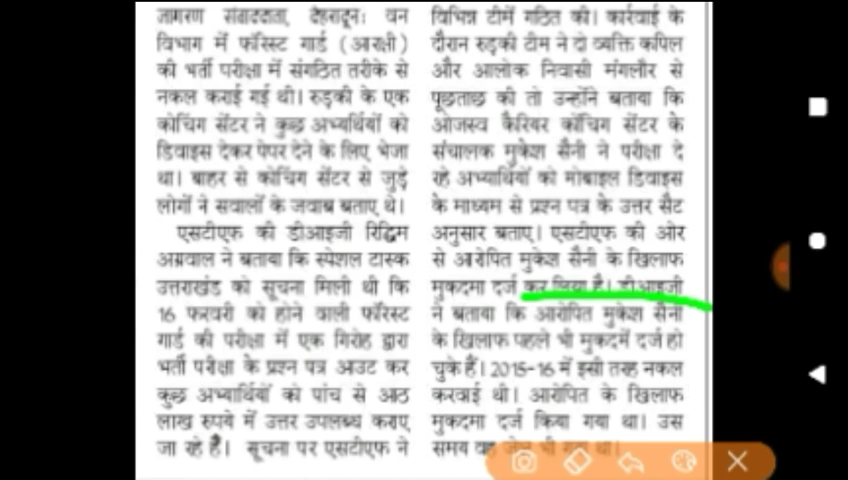 जागरण संवाददाता, देहरादूनः वन
विभाग में फॉरेस्ट गार्ड (आरक्षी)
की भर्ती परीक्षा में संगठित तरीके से
नकल कराई गई थी। रुड़की के एक
कोचिंग सेंटर ने कुछ अभ्यर्थियों को
डिवाइस देकर पेपर देने के लिए भेजा
था। बाहर से कोचिंग सेंटर से जुड़े
लोगों ने सवालों के जवाब बताए थे।
एसटीएफ की डीआइजी रिद्धिम
अग्रवाल ने बताया कि स्पेशल टास्क
उत्तराखंड को सूचना मिली थी कि
16 फरवरी को होने वाली फॉरेस्ट
गार्ड की परीक्षा में एक गिरोह द्वारा
भर्ती परीक्षा के प्रश्न पत्र आउट कर
कुछ अभ्यार्थियों को पांच से आठ
लाख रुपये में उत्तर उपलब्ध कराए
जा रहे हैं। सूचना पर एसटीएफ ने
विभिन्न टीमें गठित की। कार्रवाई के
दौरान रुड़की टीम ने दो व्यक्ति कपिल
और आलोक निवासी मंगलौर से
पूछताछ की तो उन्होंने बताया कि
ओजस्व कैरियर कोचिंग सेंटर के
संचालक मुकेश सैनी ने परीक्षा दे
रहे अभ्यार्थियों को मोबाइल डिवाइस
के माध्यम से प्रश्न पत्र के उत्तर सैट
अनुसार बताए। एसटीएफ की ओर
से आरोपित मुकेश सैनी के खिलाफ
मुकदमा दर्ज कर लिया है। डीआइजी
ने बताया कि आरोपित मुकेश सैनी
के खिलाफ पहले भी मुकदमें दर्ज हो
चुके हैं। 2015-16 में इसी तरह नकल
करवाई थी। आरोपित के खिलाफ
मुकदमा दर्ज किया गया था। उस
समय वह जेल भी गया था।